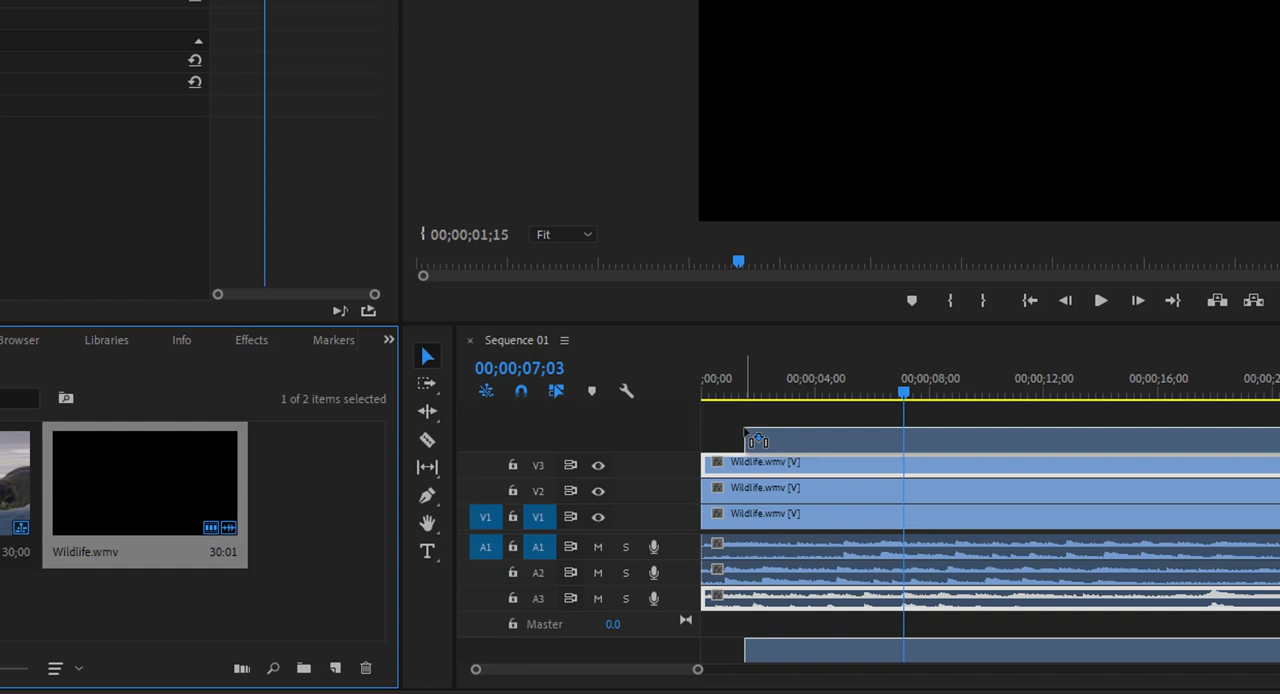 00;00;01;15 Fit
Browser Libraries Info Effects Markers
1 of 2 items selected
30;00
Wildlife.wmv 30:01
Sequence 01
00;00;07;03
;00;00 00;00;04;00 00;00;08;00 00;00;12;00 00;00;16;00 00;00;2
V3 Wildlife.wmv [V]
V2 Wildlife.wmv [V]
V1 V1 Wildlife.wmv [V]
A1 A1 M S
A2 M S
A3 M S
Master 0.0